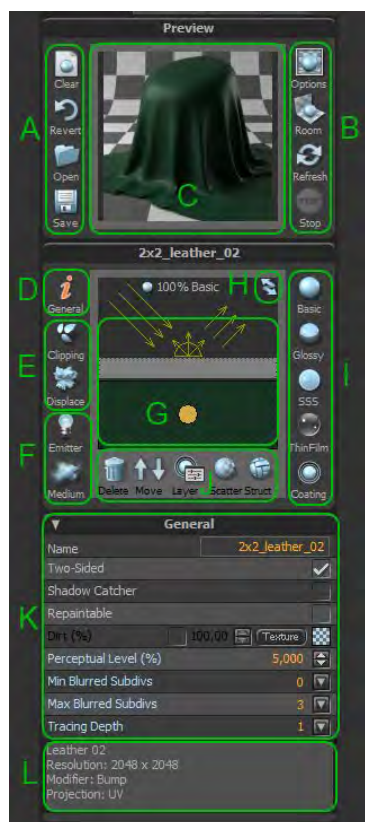 Preview
Clear
Options
Revert
Room
A
B
Open
Refresh
C
Save
Stop
2x2_leather_02
D
100% Basic
H
General
Basic
Clipping
Glossy
E
I
Displace
SSS
G
F
Emitter
ThinFilm
Medium
Delete Move Layer Scatter Struct
Coating
General
Name 2x2_leather_02
Two-Sided
Shadow Catcher
K
Repaintable
Dirt (%) 100,00 Texture
Perceptual Level (%) 5,000
Min Blurred Subdivs 0
Max Blurred Subdivs 3
Tracing Depth 1
L
Leather 02
Resolution: 2048 x 2048
Modifier: Bump
Projection: UV